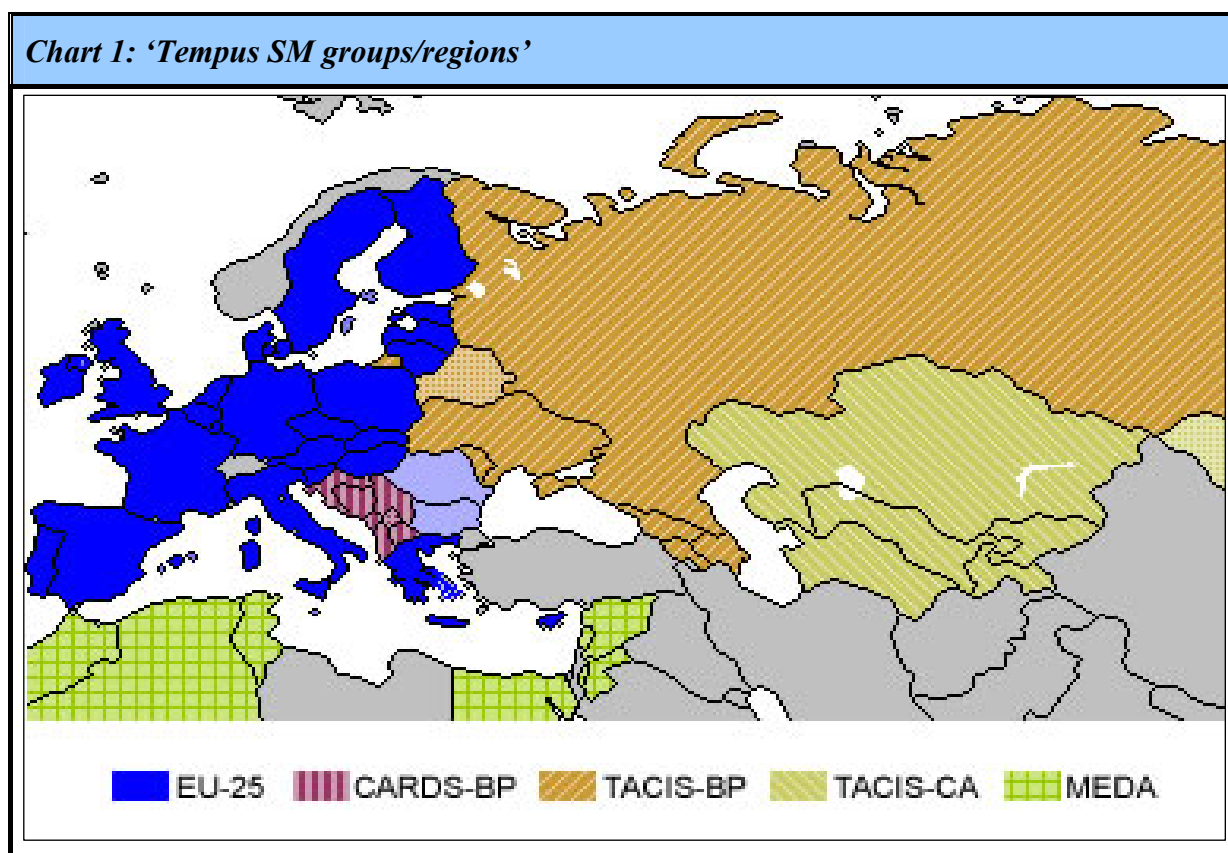 Chart 1: ‘Tempus SM groups/regions’
EU-25 CARDS-BP TACIS-BP TACIS-CA MEDA